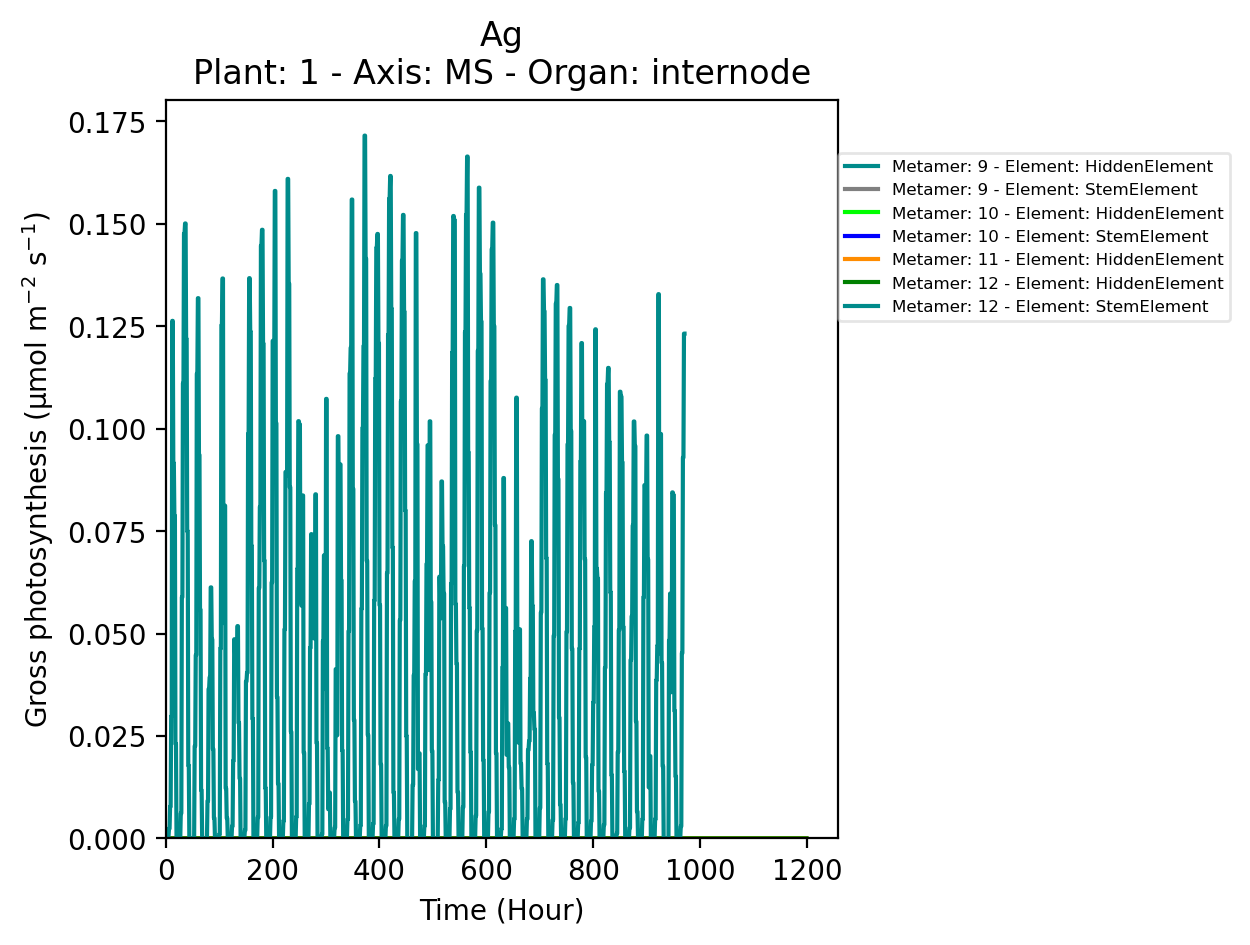 Ag
Plant: 1 - Axis: MS - Organ: internode
Gross photosynthesis (µmol m⁻² s⁻¹)
0.175
0.150
0.125
0.100
0.075
0.050
0.025
0.000
0 200 400 600 800 1000 1200
Time (Hour)
Metamer: 9 - Element: HiddenElement
Metamer: 9 - Element: StemElement
Metamer: 10 - Element: HiddenElement
Metamer: 10 - Element: StemElement
Metamer: 11 - Element: HiddenElement
Metamer: 12 - Element: HiddenElement
Metamer: 12 - Element: StemElement